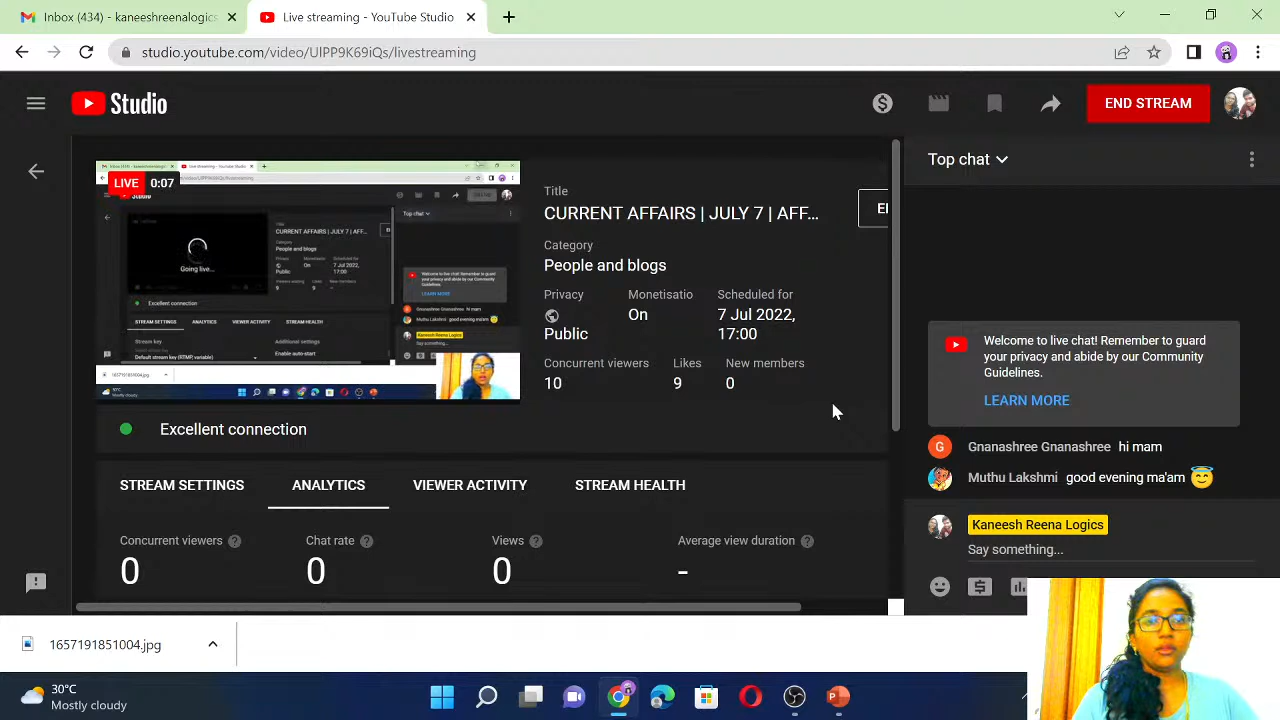 Inbox (434) - kaneeshreenalogics
Live streaming - YouTube Studio
studio.youtube.com/video/UIPP9K69iQs/livestreaming
Studio
END STREAM
LIVE 0:07
Going live...
Title
CURRENT AFFAIRS | JULY 7 | AFF...
Category
People and blogs
Privacy
Public
Monetisatio
On
Scheduled for
7 Jul 2022,
17:00
Concurrent viewers
10
Likes
9
New members
0
Excellent connection
STREAM SETTINGS ANALYTICS VIEWER ACTIVITY STREAM HEALTH
Concurrent viewers
0
Chat rate
0
Views
0
Average view duration
-
Top chat
Welcome to live chat! Remember to guard
your privacy and abide by our Community
Guidelines.
LEARN MORE
Gnanashree Gnanashree hi mam
Muthu Lakshmi good evening ma'am
Kaneesh Reena Logics
Say something...
1657191851004.jpg
30°C
Mostly cloudy